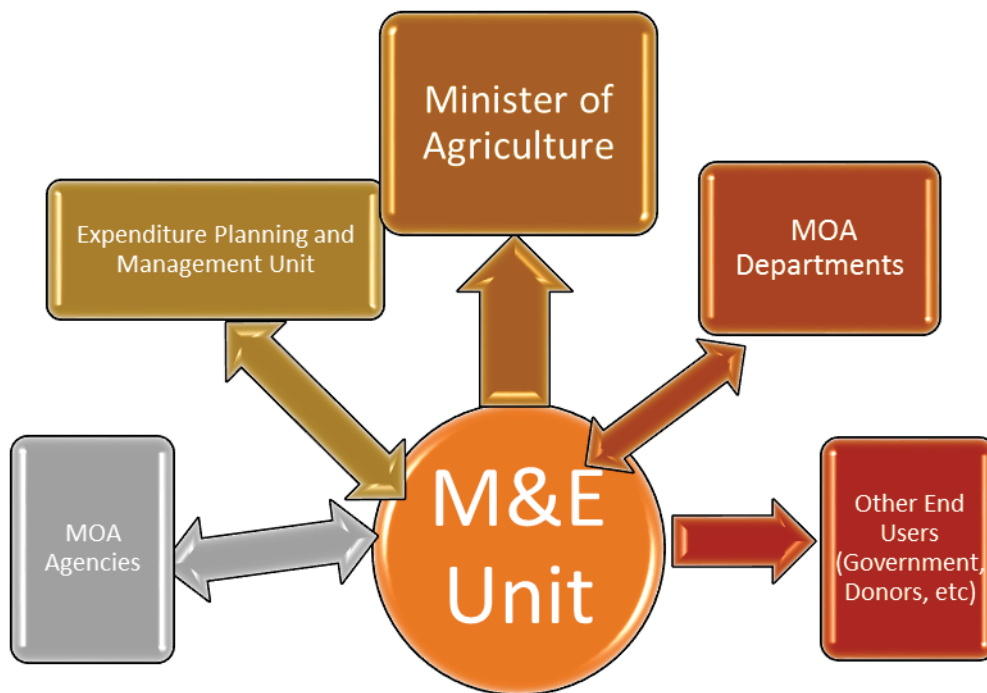 Minister of
Agriculture
Expenditure Planning and
Management Unit
MOA
Departments
MOA
Agencies
M&E
Unit
Other End
Users
(Government,
Donors, etc)